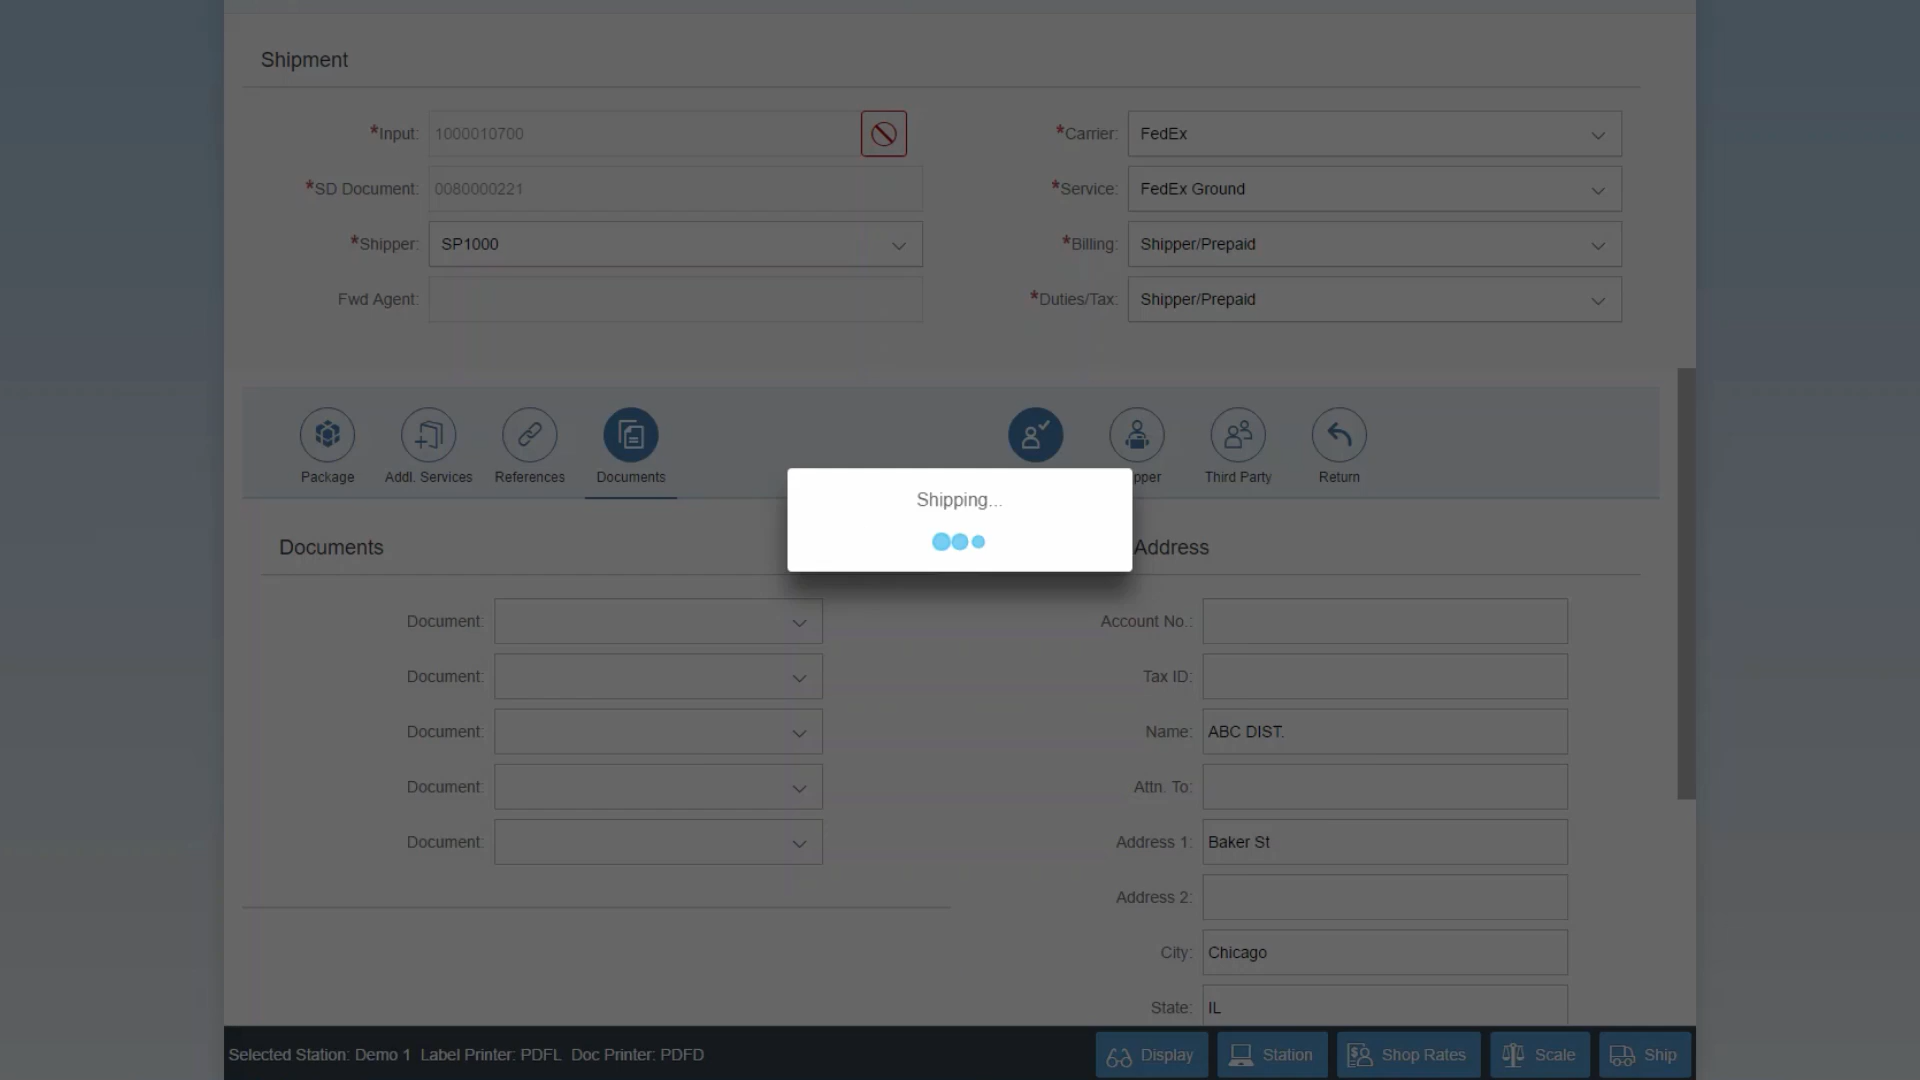 Shipment
*Input: 1000010700
*Carrier: FedEx
*SD Document: 0080000221
*Service: FedEx Ground
*Shipper: SP1000
*Billing: Shipper/Prepaid
Fwd Agent:
*Duties/Tax: Shipper/Prepaid
Package
Addl. Services
References
Documents
pper
Third Party
Return
Shipping...
Documents
Address
Document:
Document:
Document:
Document:
Document:
Account No.:
Tax ID:
Name: ABC DIST.
Attn. To:
Address 1: Baker St
Address 2:
City: Chicago
State: IL
Selected Station: Demo 1 Label Printer: PDFL Doc Printer: PDFD
Display
Station
Shop Rates
Scale
Ship